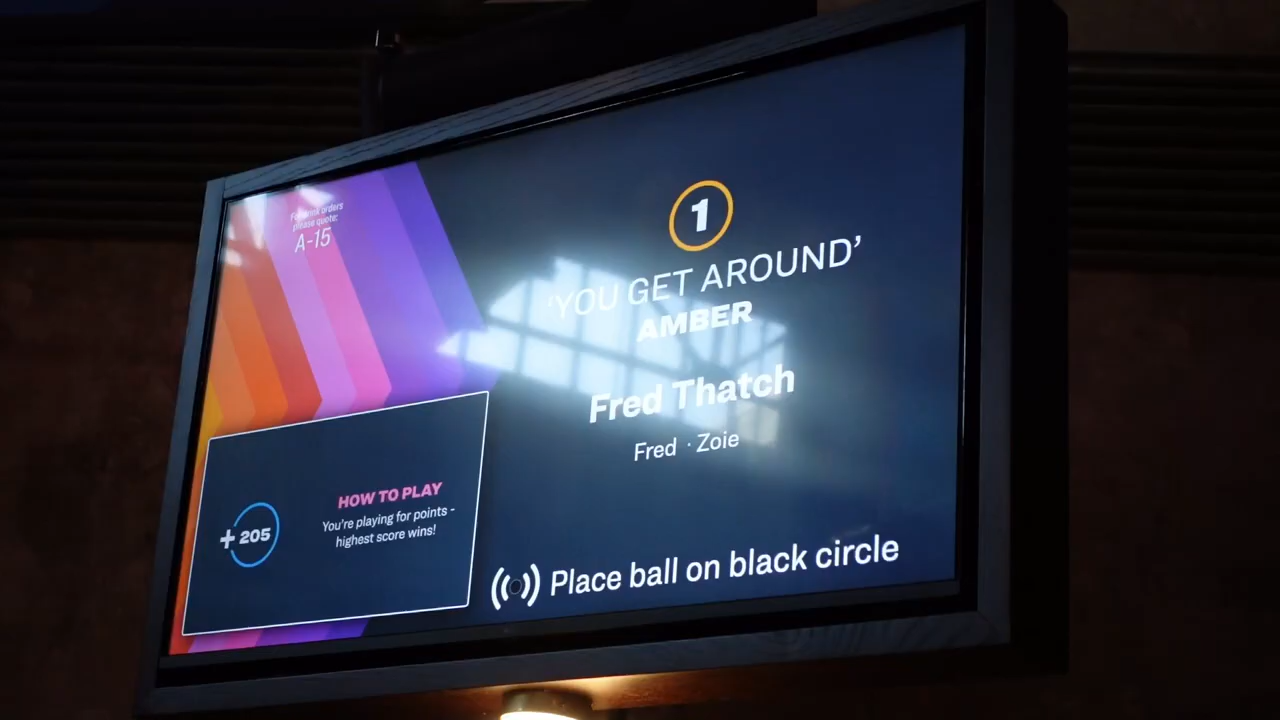 For drink orders
please quote:
A-15
1
'YOU GET AROUND'
AMBER
Fred Thatch
Fred · Zoie
HOW TO PLAY
You're playing for points -
highest score wins!
+ 205
Place ball on black circle